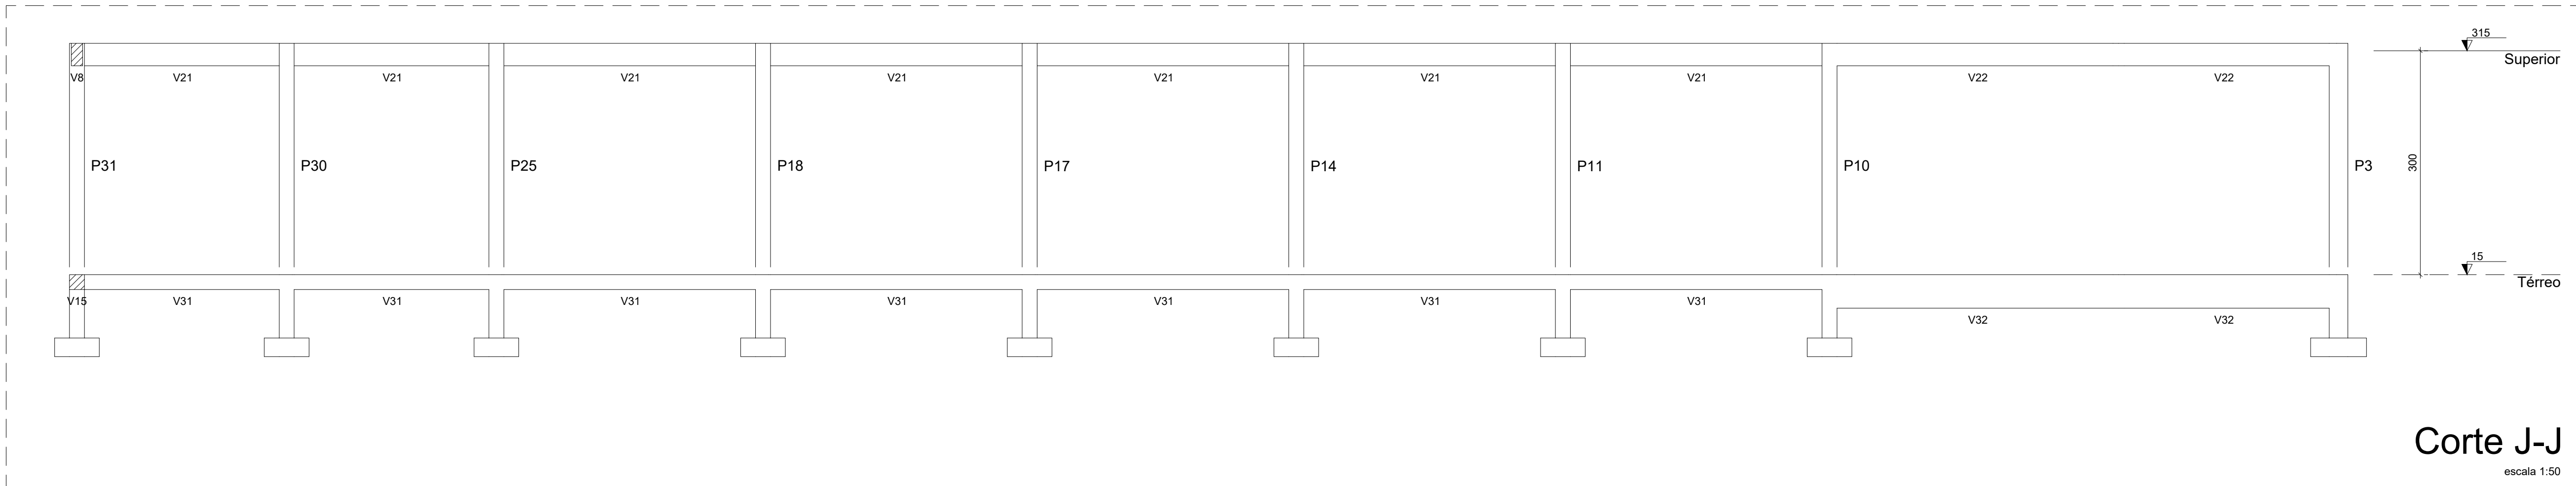 315
Superior
V8 V21 V21 V21 V21 V21 V21 V21 V22 V22
P31 P30 P25 P18 P17 P14 P11 P10 P3
300
15
Térreo
V15 V31 V31 V31 V31 V31 V31 V31 V32 V32
Corte J-J
escala 1:50